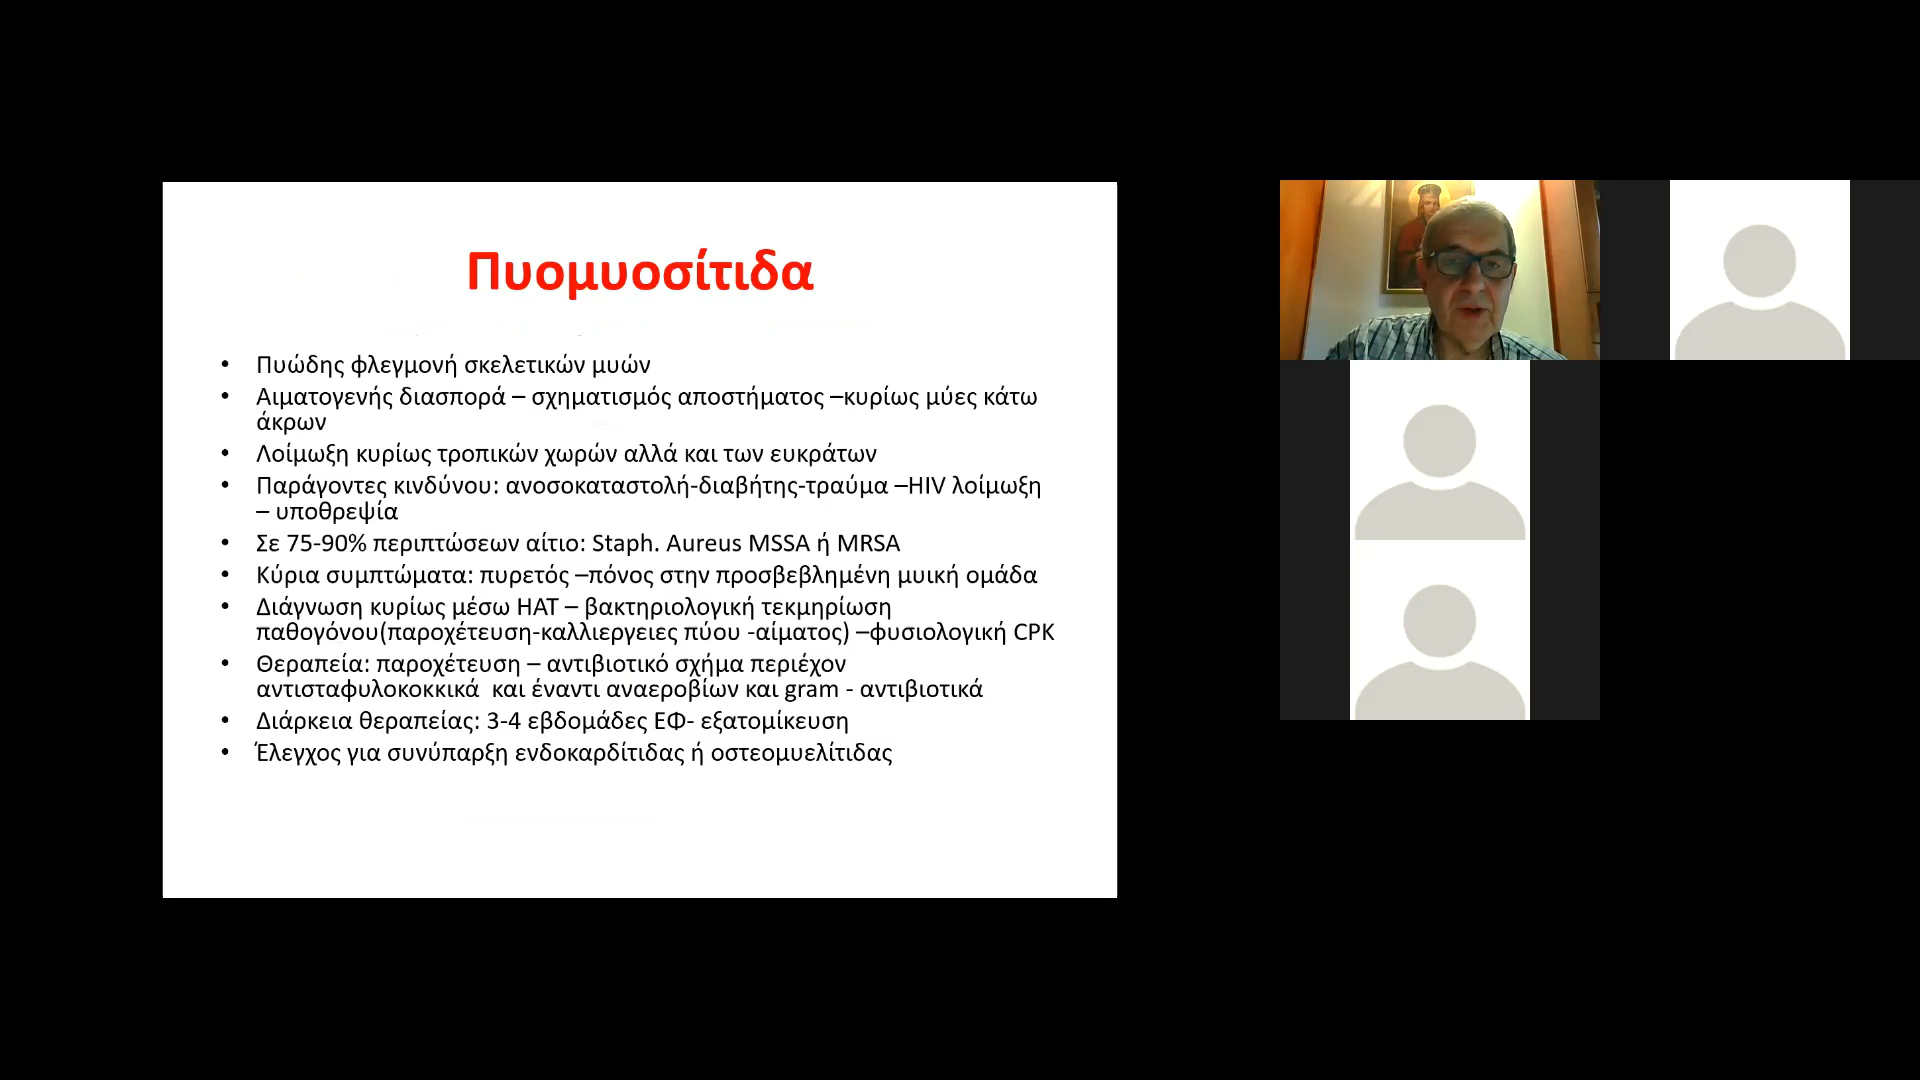 Πυομυοσίτιδα
• Πυώδης φλεγμονή σκελετικών μυών
• Αιματογενής διασπορά – σχηματισμός αποστήματος –κυρίως μύες κάτω
άκρων
• Λοίμωξη κυρίως τροπικών χωρών αλλά και των ευκράτων
• Παράγοντες κινδύνου: ανοσοκαταστολή-διαβήτης-τραύμα –HIV λοίμωξη
– υποθρεψία
• Σε 75-90% περιπτώσεων αίτιο: Staph. Aureus MSSA ή MRSA
• Κύρια συμπτώματα: πυρετός –πόνος στην προσβεβλημένη μυική ομάδα
• Διάγνωση κυρίως μέσω ΗΑΤ – βακτηριολογική τεκμηρίωση
παθογόνου(παροχέτευση-καλλιεργειες πύου -αίματος) –φυσιολογική CPK
• Θεραπεία: παροχέτευση – αντιβιοτικό σχήμα περιέχον
αντισταφυλοκοκκικά  και έναντι αναεροβίων και gram - αντιβιοτικά
• Διάρκεια θεραπείας: 3-4 εβδομάδες ΕΦ- εξατομίκευση
• Έλεγχος για συνύπαρξη ενδοκαρδίτιδας ή οστεομυελίτιδας